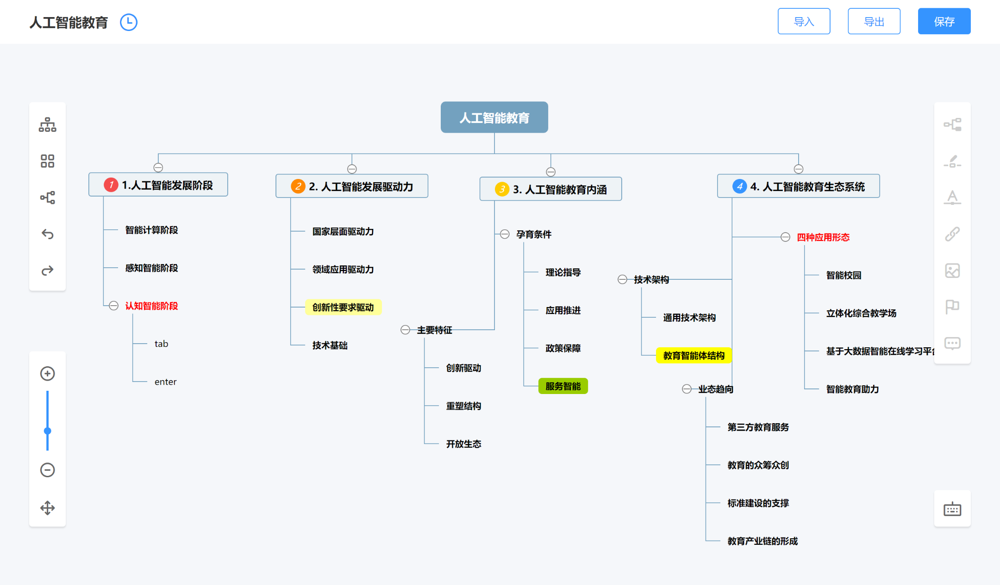 人工智能教育
导入
导出
保存
人工智能教育
1 1.人工智能发展阶段
智能计算阶段
感知智能阶段
认知智能阶段
tab
enter
2 2. 人工智能发展驱动力
国家层面驱动力
领域应用驱动力
创新性要求驱动
技术基础
3 3. 人工智能教育内涵
孕育条件
理论指导
应用推进
政策保障
服务智能
主要特征
创新驱动
重塑结构
开放生态
4 4. 人工智能教育生态系统
四种应用形态
智能校园
立体化综合教学场
基于大数据智能在线学习平
智能教育助力
技术架构
通用技术架构
教育智能体结构
业态趋向
第三方教育服务
教育的众筹众创
标准建设的支撑
教育产业链的形成